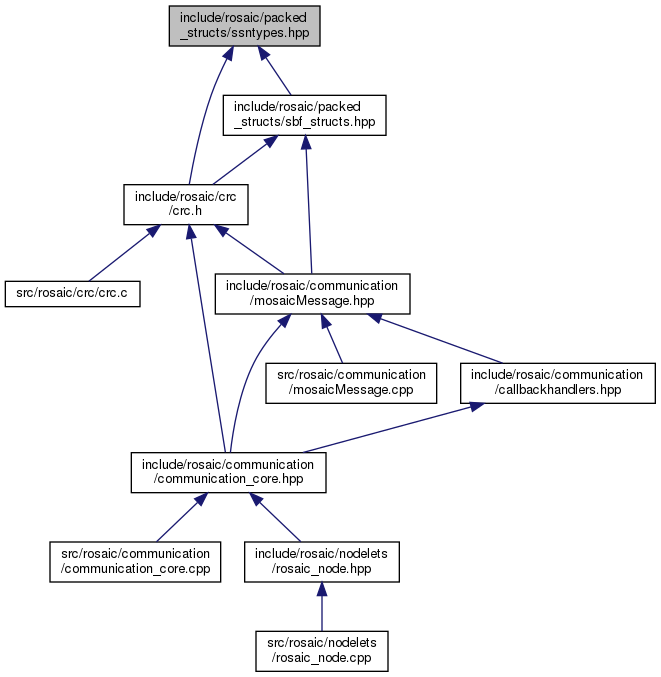 include/rosaic/packed
_structs/ssntypes.hpp
include/rosaic/packed
_structs/sbf_structs.hpp
include/rosaic/crc
/crc.h
src/rosaic/crc/crc.c
include/rosaic/communication
/mosaicMessage.hpp
src/rosaic/communication
/mosaicMessage.cpp
include/rosaic/communication
/callbackhandlers.hpp
include/rosaic/communication
/communication_core.hpp
src/rosaic/communication
/communication_core.cpp
include/rosaic/nodelets
/rosaic_node.hpp
src/rosaic/nodelets
/rosaic_node.cpp